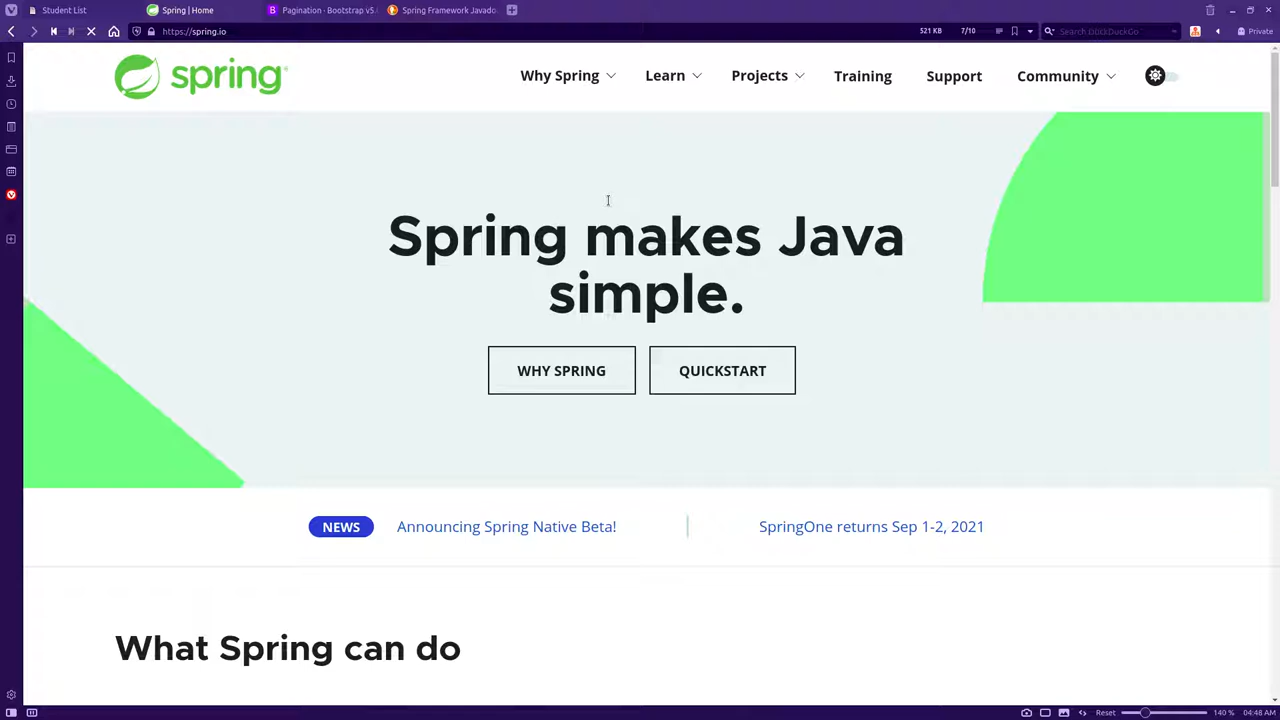 Student List
Spring | Home
Pagination · Bootstrap v5.
Spring Framework Javado
https://spring.io
521 KB
7/10
Search DuckDuckGo
Private
spring
Why Spring
Learn
Projects
Training
Support
Community
Spring makes Java
simple.
WHY SPRING
QUICKSTART
NEWS
Announcing Spring Native Beta!
SpringOne returns Sep 1-2, 2021
What Spring can do
Reset
140 %
04:48 AM